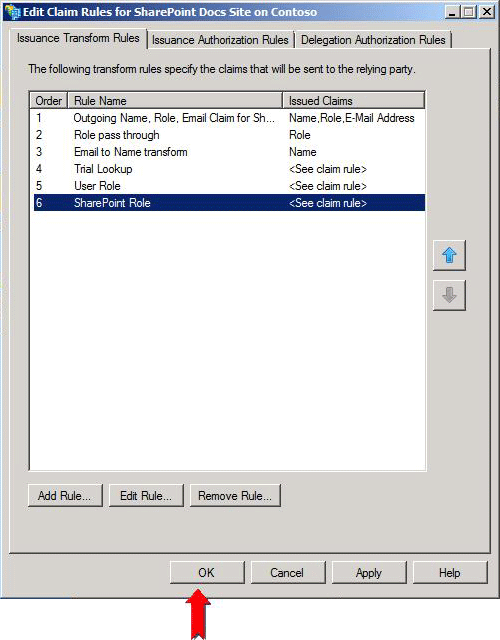 Edit Claim Rules for SharePoint Docs Site on Contoso
Issuance Transform Rules Issuance Authorization Rules Delegation Authorization Rules
The following transform rules specify the claims that will be sent to the relying party.
Order Rule Name Issued Claims
1 Outgoing Name, Role, Email Claim for Sh... Name,Role,E-Mail Address
2 Role pass through Role
3 Email to Name transform Name
4 Trial Lookup <See claim rule>
5 User Role <See claim rule>
6 SharePoint Role <See claim rule>
Add Rule... Edit Rule... Remove Rule...
OK Cancel Apply Help